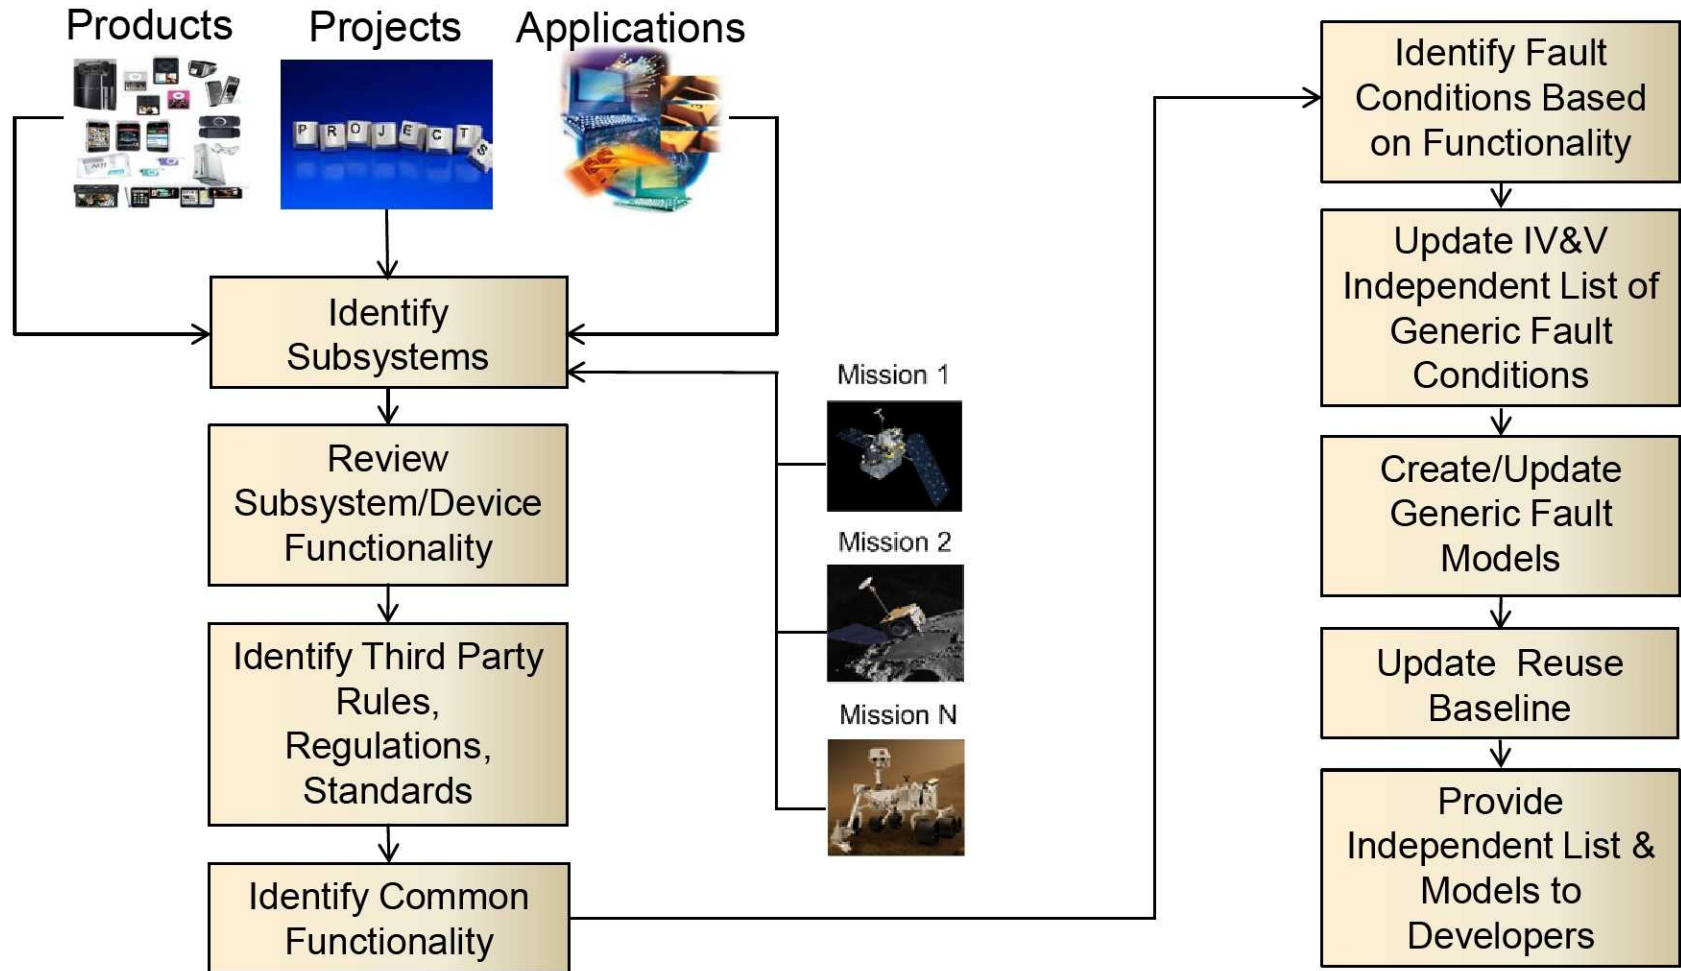 Products
Projects
Applications
P R O J E C T S
Identify
Subsystems
Review
Subsystem/Device
Functionality
Identify Third Party
Rules,
Regulations,
Standards
Identify Common
Functionality
Mission 1
Mission 2
Mission N
Identify Fault
Conditions Based
on Functionality
Update IV&V
Independent List of
Generic Fault
Conditions
Create/Update
Generic Fault
Models
Update Reuse
Baseline
Provide
Independent List &
Models to
Developers